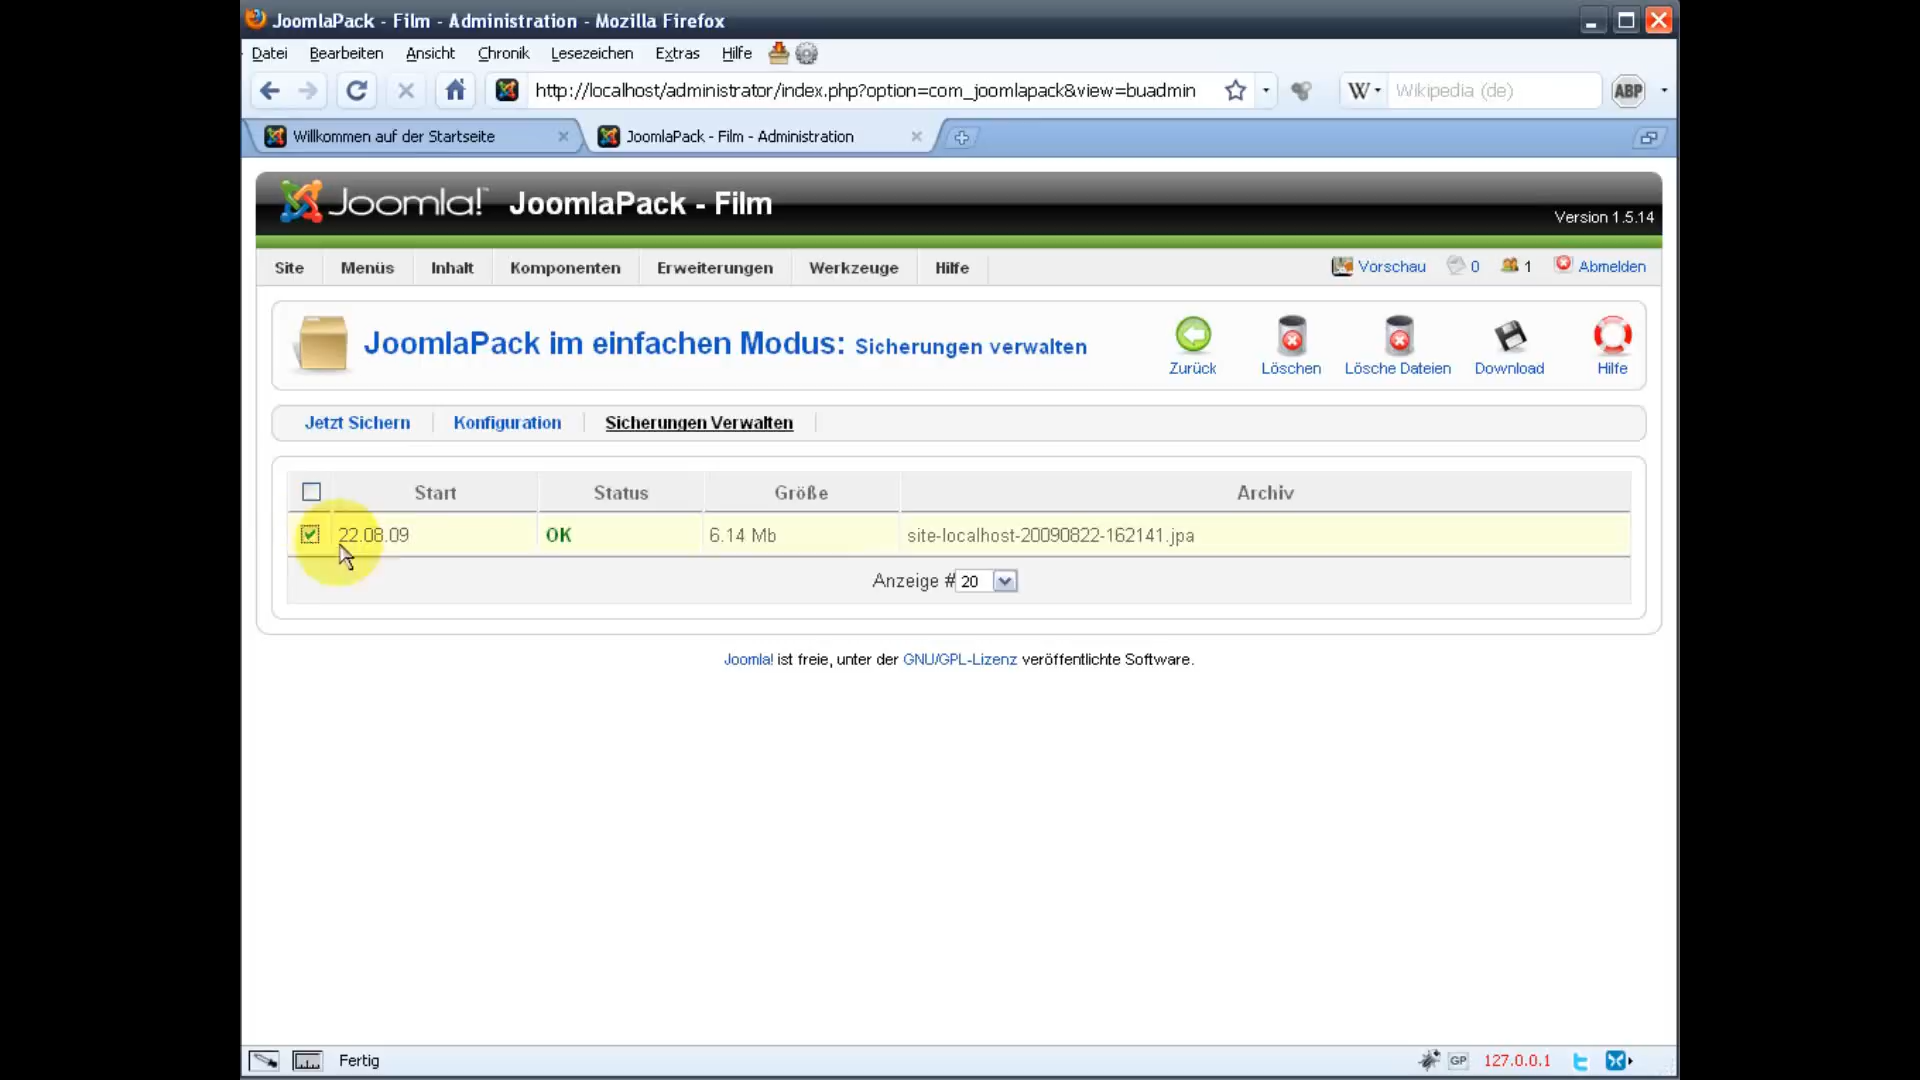 JoomlaPack - Film - Administration - Mozilla Firefox
Datei Bearbeiten Ansicht Chronik Lesezeichen Extras Hilfe
http://localhost/administrator/index.php?option=com_joomlapack&view=buadmin W Wikipedia (de) ABP
Willkommen auf der Startseite JoomlaPack - Film - Administration
Joomla! JoomlaPack - Film
Version 1.5.14
Site Menüs Inhalt Komponenten Erweiterungen Werkzeuge Hilfe Vorschau 0 1 Abmelden
JoomlaPack im einfachen Modus: Sicherungen verwalten
Zurück Löschen Lösche Dateien Download Hilfe
Jetzt Sichern Konfiguration Sicherungen Verwalten
Start Status Größe Archiv
22.08.09 OK 6.14 Mb site-localhost-20090822-162141.jpa
Anzeige # 20
Joomla! ist freie, unter der GNU/GPL-Lizenz veröffentlichte Software.
Fertig GP 127.0.0.1